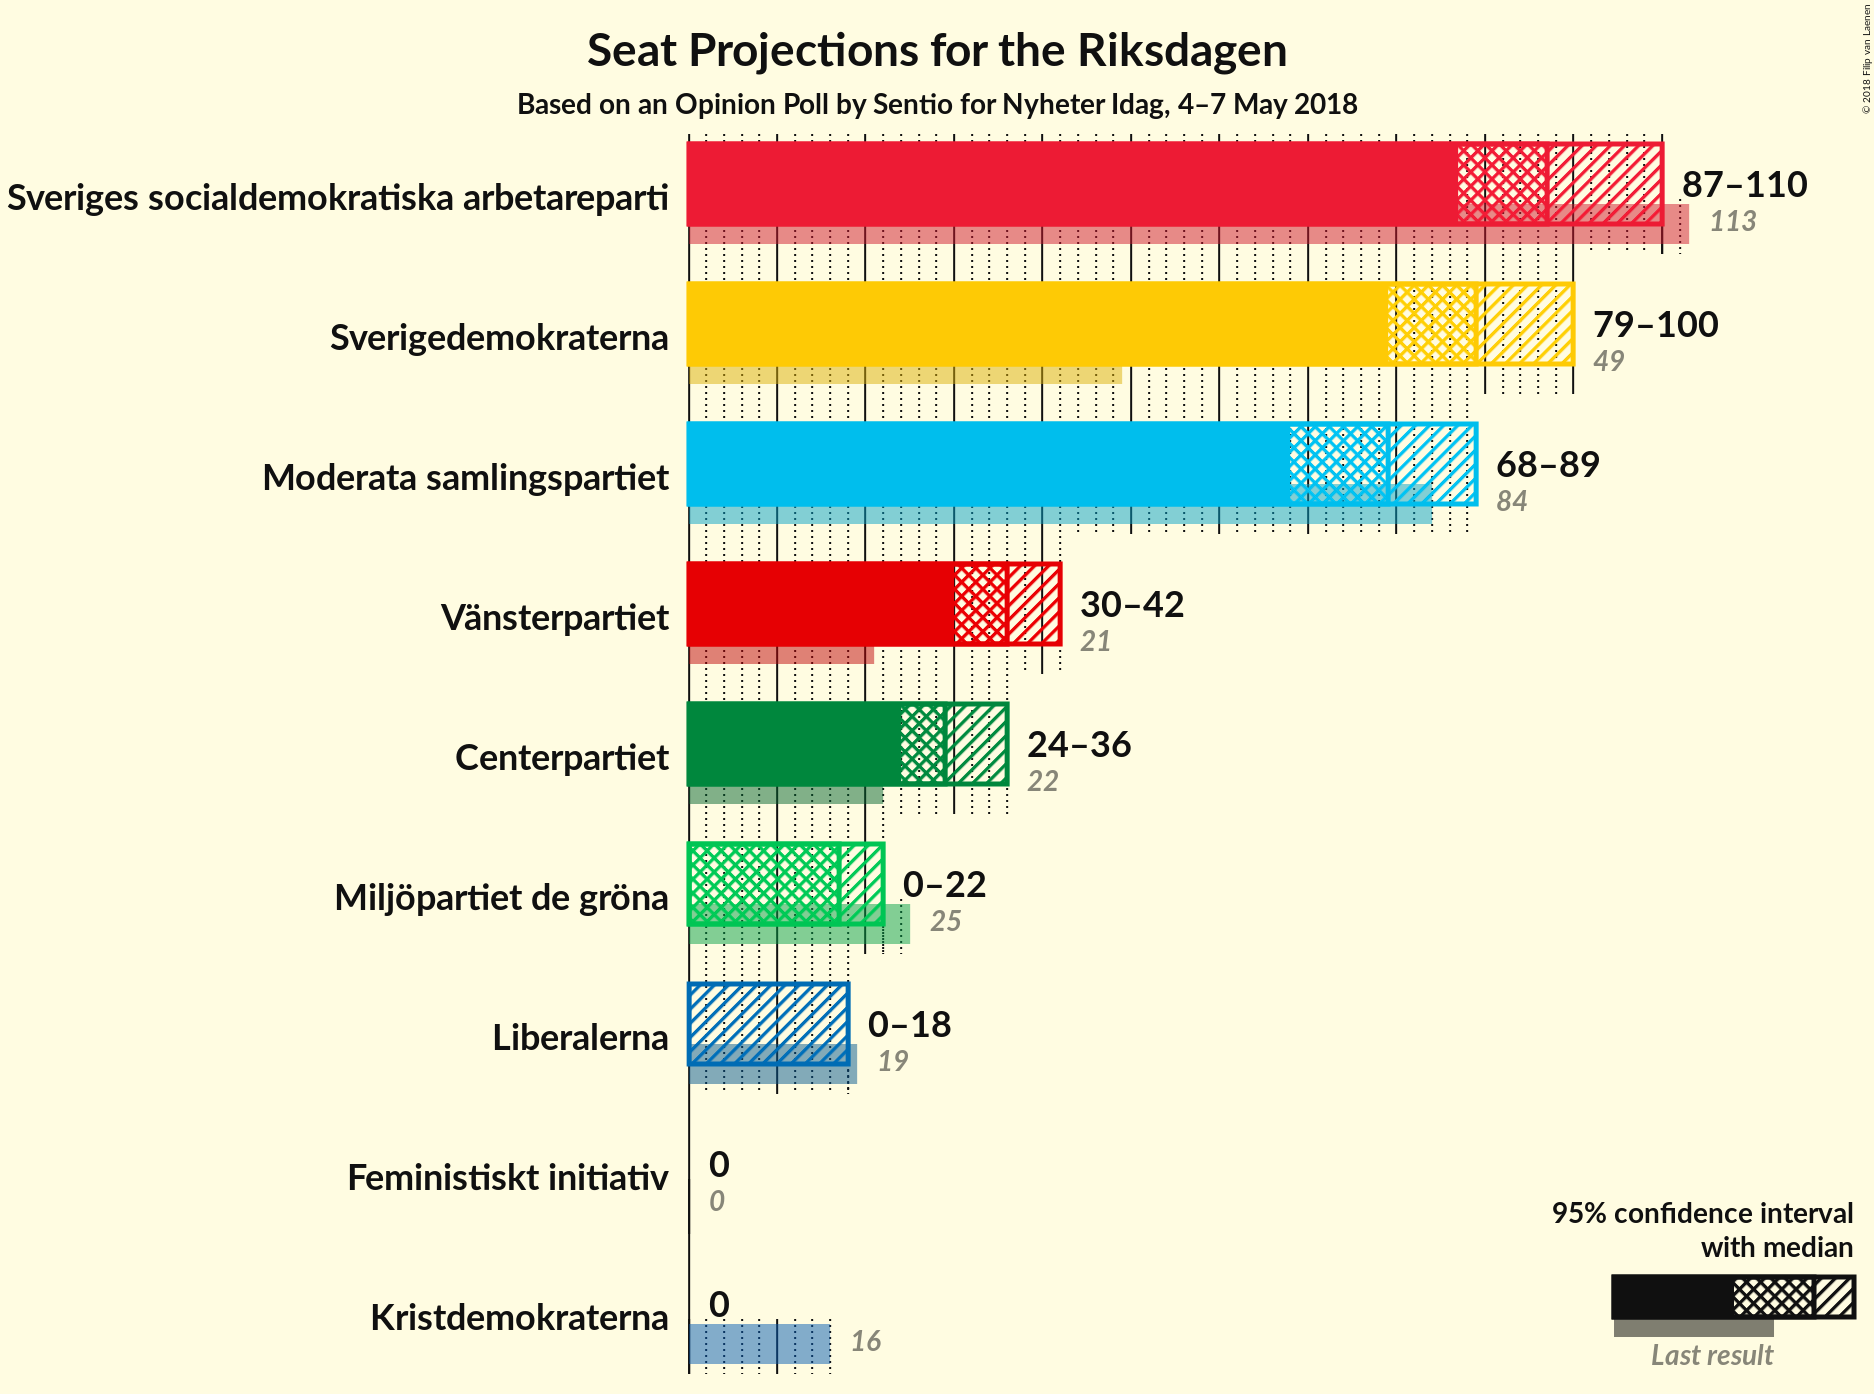 Seat Projections for the Riksdagen
Based on an Opinion Poll by Sentio for Nyheter Idag, 4–7 May 2018
© 2018 Filip van Laenen
Sveriges socialdemokratiska arbetareparti
87–110
113
Sverigedemokraterna
79–100
49
Moderata samlingspartiet
68–89
84
Vänsterpartiet
30–42
21
Centerpartiet
24–36
22
Miljöpartiet de gröna
0–22
25
Liberalerna
0–18
19
Feministiskt initiativ
0
0
Kristdemokraterna
0
16
95% confidence interval
with median
Last result